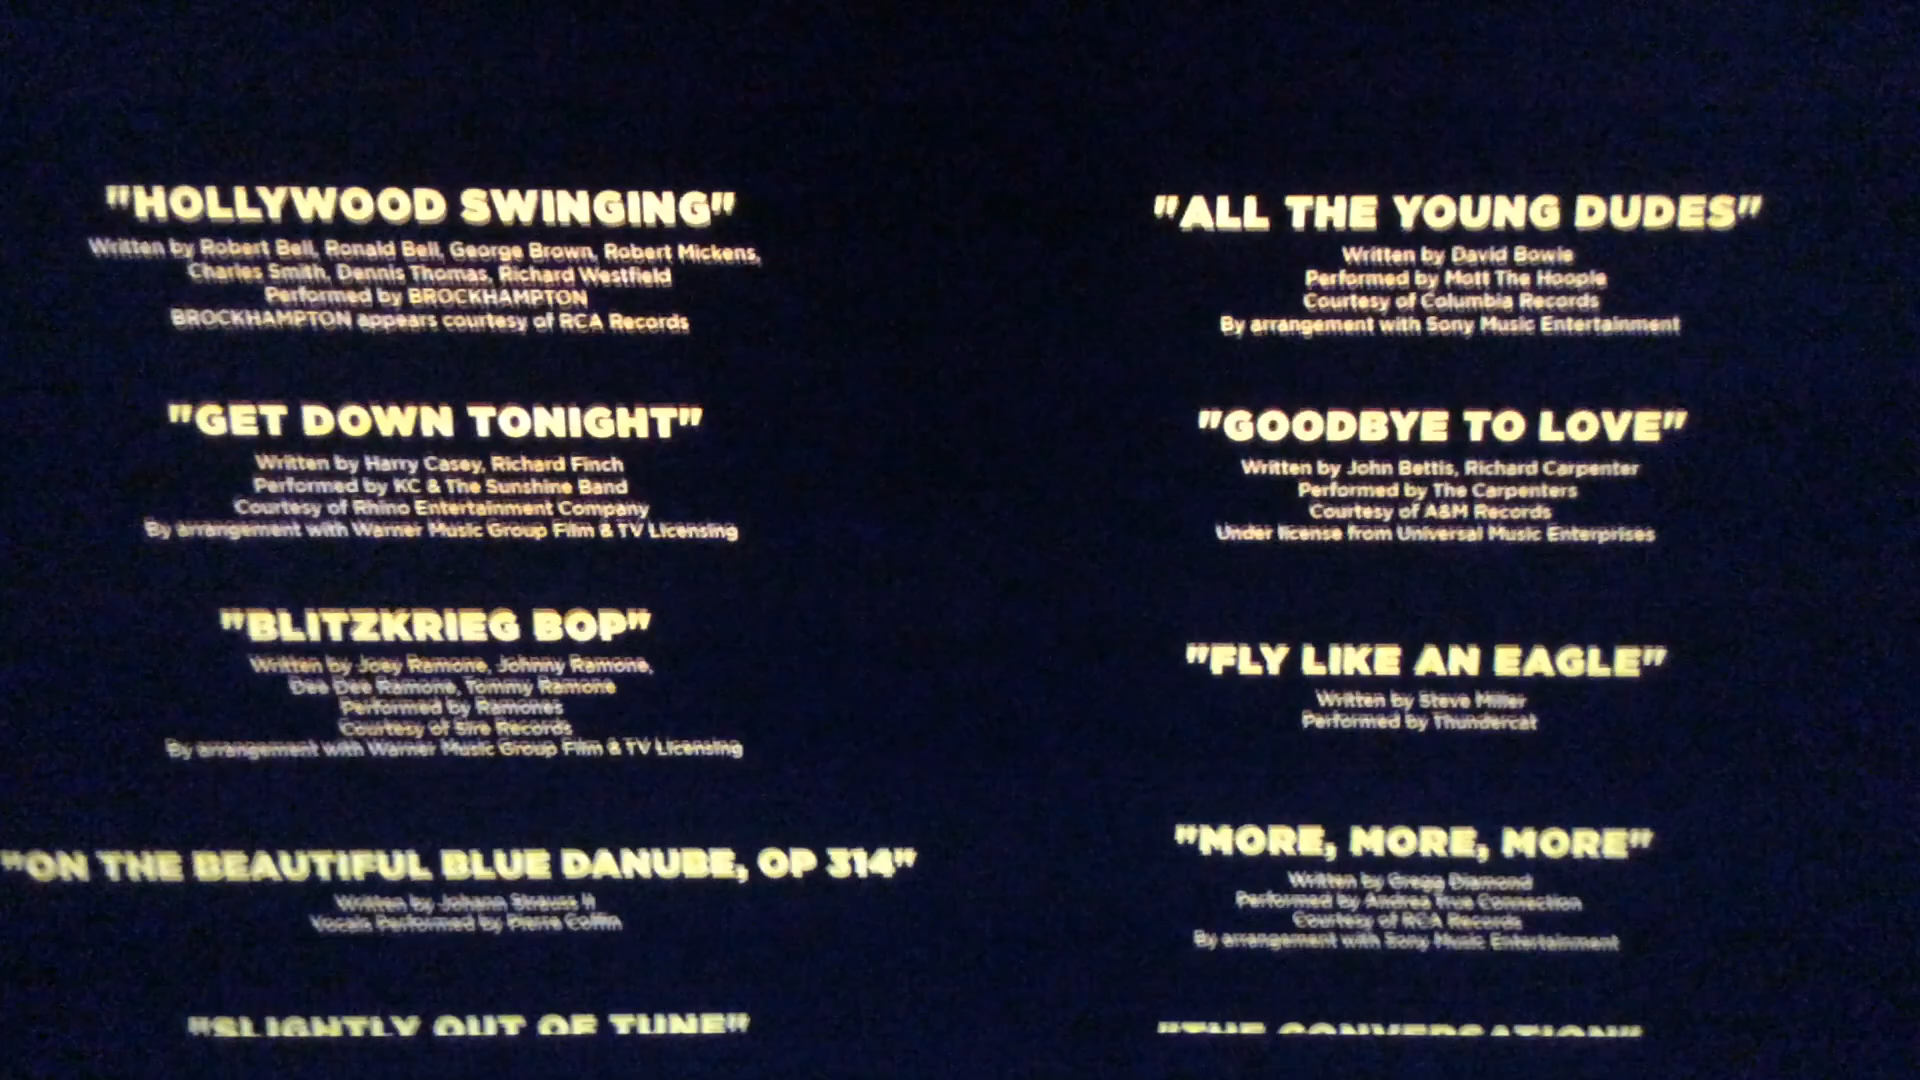 "HOLLYWOOD SWINGING"
Written by Robert Bell, Ronald Bell, George Brown, Robert Mickens,
Charles Smith, Dennis Thomas, Richard Westfield
Performed by BROCKHAMPTON
BROCKHAMPTON appears courtesy of RCA Records
"GET DOWN TONIGHT"
Written by Harry Casey, Richard Finch
Performed by KC & The Sunshine Band
Courtesy of Rhino Entertainment Company
By arrangement with Warner Music Group Film & TV Licensing
"BLITZKRIEG BOP"
Written by Joey Ramone, Johnny Ramone,
Dee Dee Ramone, Tommy Ramone
Performed by Ramones
Courtesy of Sire Records
By arrangement with Warner Music Group Film & TV Licensing
"ON THE BEAUTIFUL BLUE DANUBE, OP 314"
Written by Johann Strauss II
Vocals Performed by Pierre Coffin
"SLIGHTLY OUT OF TUNE"
"ALL THE YOUNG DUDES"
Written by David Bowie
Performed by Mott The Hoople
Courtesy of Columbia Records
By arrangement with Sony Music Entertainment
"GOODBYE TO LOVE"
Written by John Bettis, Richard Carpenter
Performed by The Carpenters
Courtesy of A&M Records
Under license from Universal Music Enterprises
"FLY LIKE AN EAGLE"
Written by Steve Miller
Performed by Thundercat
"MORE, MORE, MORE"
Written by Gregg Diamond
Performed by Andrea True Connection
Courtesy of RCA Records
By arrangement with Sony Music Entertainment
"THE CONVERSATION"